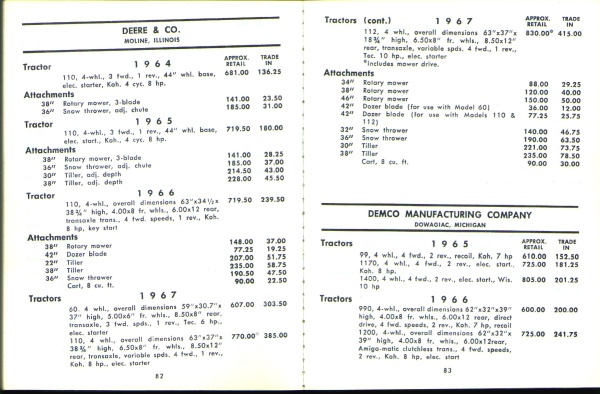 DEERE & CO.
MOLINE, ILLINOIS
Tractor 1964 APPROX. RETAIL TRADE IN
110, 4-whl., 3 fwd., 1 rev., 44" whl. base, 681.00 136.25
elec. starter, Koh. 4 cyc. 8 hp.
Attachments
38" Rotary mower, 3-blade 141.00 23.50
36" Snow thrower, adj. chute 185.00 31.00
Tractor 1965
110, 4-whl., 3 fwd., 1 rev., 44" whl. base, 719.50 180.00
elec. start., Koh., 4 cyc. 8 hp.
Attachments
38" Rotary mower, 3-blade 141.00 28.25
36" Snow thrower, adj. chute 185.00 37.00
30" Tiller, adj. depth 214.50 43.00
38" Tiller, adj. depth 228.00 45.50
Tractor 1966
110, 4-whl., overall dimensions 63"x34½x 719.50 239.50
38¾" high, 4.00x8 fr. whls., 6.00x12 rear,
transaxle trans., 4 fwd. speeds, 1 rev., Koh.
8 hp, key start
Attachments
38" Rotary mower 148.00 37.00
42" Dozer blade 77.25 19.25
22" Tiller 207.00 51.75
38" Tiller 235.00 58.75
36" Snow thrower 190.50 47.50
Cart, 8 cu. ft. 90.00 22.50
Tractors 1967
60. 4 whl., overall dimensions 59"x30.7"x 607.00 303.50
37" high, 5.00x6" fr. whls., 8.50x8" rear,
transaxle, 3 fwd. spds., 1 rev., Tec. 6 hp.,
elec. starter
110, 4 whl., overall dimensions 63"x37"x 770.00* 385.00
38¾" high, 6.50x8" fr. whls., 8.50x12"
rear, transaxle, variable spds. 4 fwd., 1 rev.,
Koh. 8 hp., elec. starter
82
Tractors (cont.) 1967 APPROX. RETAIL TRADE IN
112, 4 whl., overall dimensions 63"x37"x 830.00* 415.00
18¾" high, 6.50x8" fr. whls., 8.50x12"
rear, transaxle, variable spds. 4 fwd., 1 rev.,
Tec. 10 hp., elec. starter
*Includes mower drive.
Attachments
34" Rotary mower 88.00 29.25
38" Rotary mower 120.00 40.00
46" Rotary mower 150.00 50.00
42" Dozer blade (for use with Model 60) 36.00 12.00
42" Dozer blade (for use with Models 110 & 77.25 25.75
112)
32" Snow thrower 140.00 46.75
36" Snow thrower 190.00 63.50
30" Tiller 221.00 73.75
38" Tiller 235.00 78.50
Cart, 8 cu. ft. 90.00 30.00
DEMCO MANUFACTURING COMPANY
DOWAGIAC, MICHIGAN
Tractors 1965 APPROX. RETAIL TRADE IN
99, 4 whl., 4 fwd., 2 rev., recoil, Koh, 7 hp 610.00 152.50
1170, 4 whl., 4 fwd., 2 rev., elec. start., 725.00 181.25
Koh. 8 hp.
1400, 4 whl., 4 fwd., 2 rev., elec. start., Wis. 805.00 201.25
10 hp
Tractors 1966
990, 4-whl., overall dimensions 62"x32"x39" 600.00 200.00
high, 4.00x8 fr. whls., 6.00x12 rear, direct
drive, 4 fwd. speeds, 2 rev., Koh. 7 hp, recoil
1200, 4-whl., overall dimensions 62"x32"x 725.00 241.75
39" high, 4.00x8 fr. whls., 6.00x12rear,
Amiga-matic clutchless trans., 4 fwd. speeds,
2 rev., Koh. 8 hp, elec. start
83